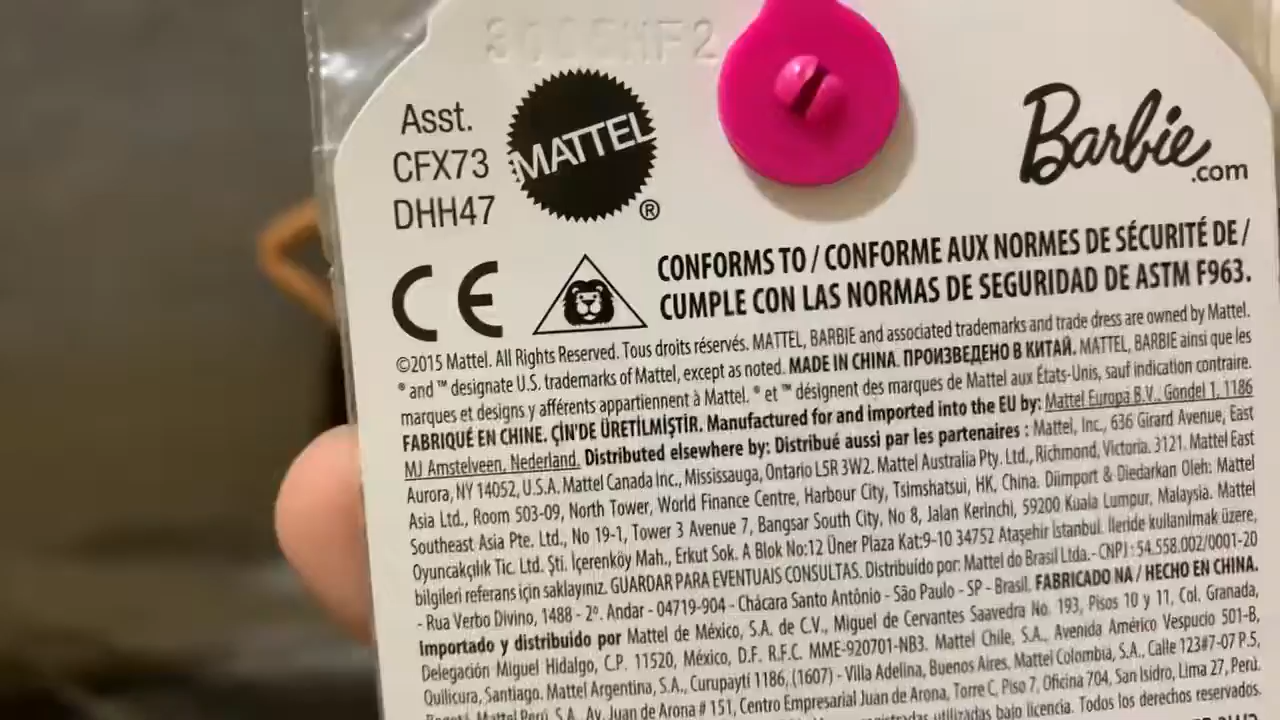 Asst.
CFX73
DHH47
MATTEL
®
Barbie
.com
CE
CONFORMS TO / CONFORME AUX NORMES DE SÉCURITÉ DE /
CUMPLE CON LAS NORMAS DE SEGURIDAD DE ASTM F963.
©2015 Mattel. All Rights Reserved. Tous droits réservés. MATTEL, BARBIE and associated trademarks and trade dress are owned by Mattel.
® and ™ designate U.S. trademarks of Mattel, except as noted. MADE IN CHINA. ПРОИЗВЕДЕНО В КИТАЙ. MATTEL, BARBIE ainsi que les
marques et designs y afférents appartiennent à Mattel. ® et ™ désignent des marques de Mattel aux États-Unis, sauf indication contraire.
FABRIQUÉ EN CHINE. ÇİN'DE ÜRETİLMİŞTİR. Manufactured for and imported into the EU by: Mattel Europa B.V., Gondel 1, 1186
MJ Amstelveen, Nederland. Distributed elsewhere by: Distribué aussi par les partenaires : Mattel, Inc., 636 Girard Avenue, East
Aurora, NY 14052, U.S.A. Mattel Canada Inc., Mississauga, Ontario L5R 3W2. Mattel Australia Pty. Ltd., Richmond, Victoria. 3121. Mattel East
Asia Ltd., Room 503-09, North Tower, World Finance Centre, Harbour City, Tsimshatsui, HK, China. Diimport & Diedarkan Oleh: Mattel
Southeast Asia Pte. Ltd., No 19-1, Tower 3 Avenue 7, Bangsar South City, No 8, Jalan Kerinchi, 59200 Kuala Lumpur, Malaysia. Mattel
Oyuncakçılık Tic. Ltd. Şti. İçerenköy Mah., Erkut Sok. A Blok No:12 Üner Plaza Kat:9-10 34752 Ataşehir İstanbul. İleride kullanılmak üzere,
bilgileri referans için saklayınız. GUARDAR PARA EVENTUAIS CONSULTAS. Distribuído por: Mattel do Brasil Ltda.- CNPJ : 54.558.002/0001-20
- Rua Verbo Divino, 1488 - 2º. Andar - 04719-904 - Chácara Santo Antônio - São Paulo - SP - Brasil. FABRICADO NA / HECHO EN CHINA.
Importado y distribuido por Mattel de México, S.A. de C.V., Miguel de Cervantes Saavedra No. 193, Pisos 10 y 11, Col. Granada,
Delegación Miguel Hidalgo, C.P. 11520, México, D.F. R.F.C. MME-920701-NB3. Mattel Chile, S.A., Avenida Américo Vespucio 501-B,
Quilicura, Santiago. Mattel Argentina, S.A., Curupaytí 1186, (1607) - Villa Adelina, Buenos Aires. Mattel Colombia, S.A., Calle 123#7-07 P.5,
Bogotá. Mattel Perú, S.A., Av. Juan de Arona # 151, Centro Empresarial Juan de Arona, Torre C, Piso 7, Oficina 704, San Isidro, Lima 27, Perú.
utilizadas bajo licencia. Todos los derechos reservados.